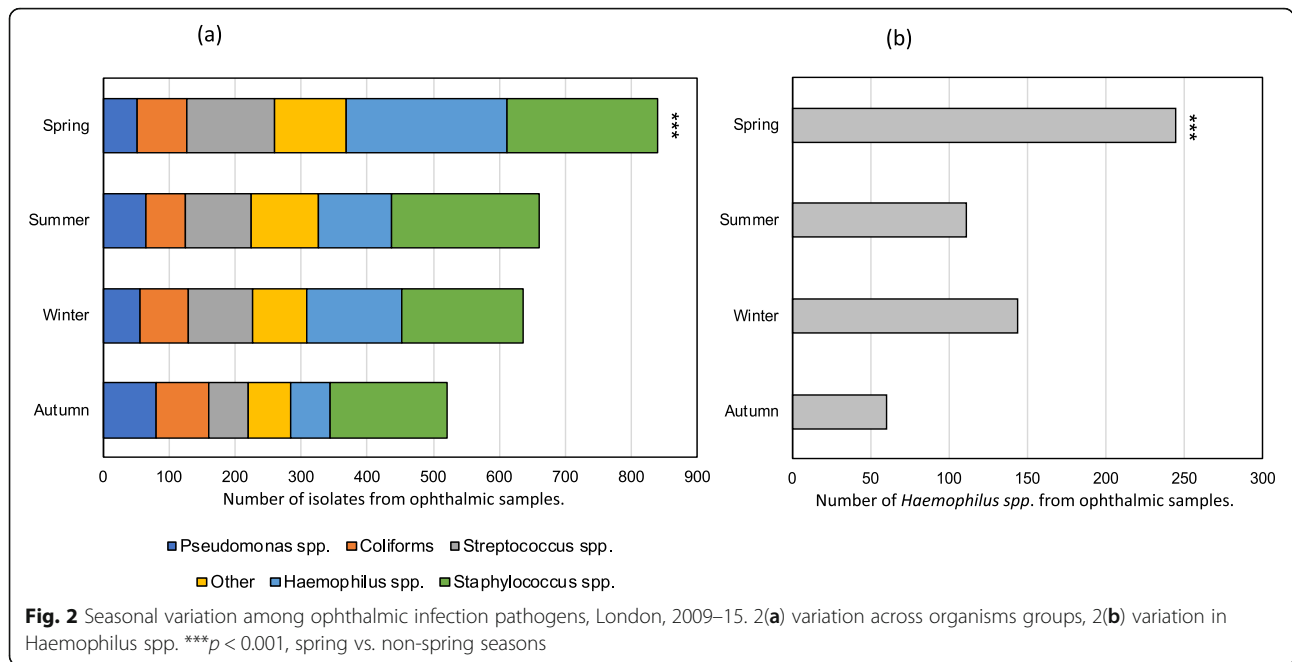 (a)
Spring
Summer
Winter
Autumn
***
0 100 200 300 400 500 600 700 800 900
Number of isolates from ophthalmic samples.
Pseudomonas spp. Coliforms Streptococcus spp.
Other Haemophilus spp. Staphylococcus spp.
(b)
Spring
Summer
Winter
Autumn
***
0 50 100 150 200 250 300
Number of Haemophilus spp. from ophthalmic samples.
Fig. 2 Seasonal variation among ophthalmic infection pathogens, London, 2009–15. 2(a) variation across organisms groups, 2(b) variation in
Haemophilus spp. ***p < 0.001, spring vs. non-spring seasons